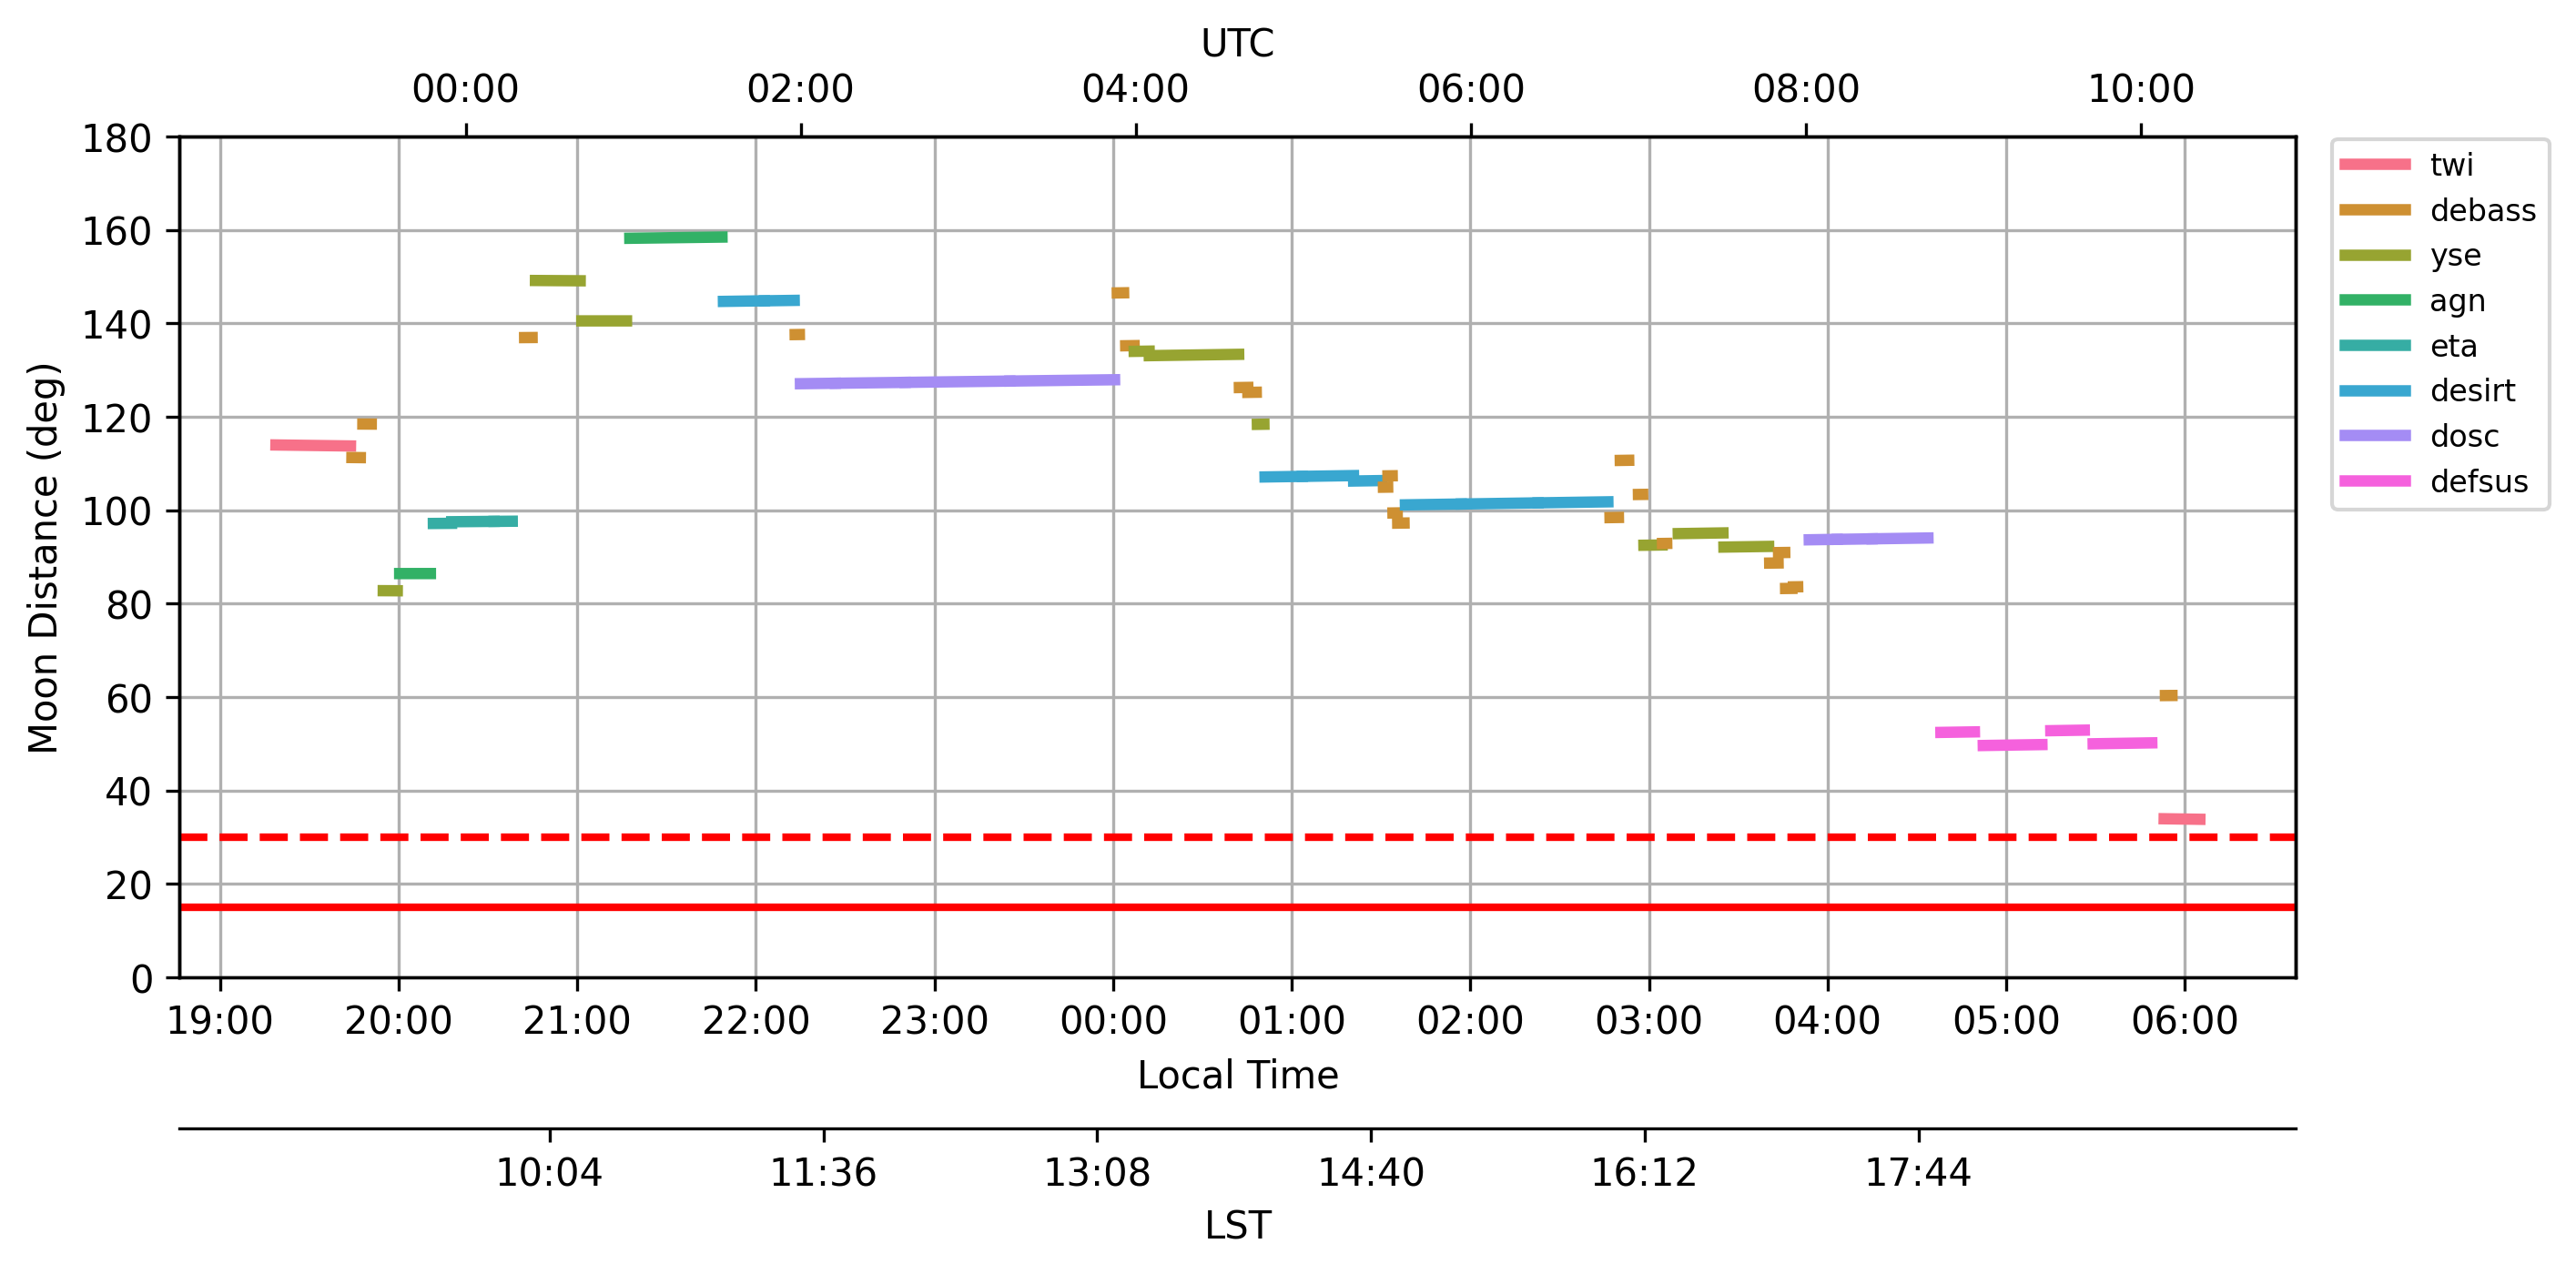 UTC
00:00 02:00 04:00 06:00 08:00 10:00
Moon Distance (deg)
180
160
140
120
100
80
60
40
20
0
19:00 20:00 21:00 22:00 23:00 00:00 01:00 02:00 03:00 04:00 05:00 06:00
Local Time
10:04 11:36 13:08 14:40 16:12 17:44
LST
twi
debass
yse
agn
eta
desirt
dosc
defsus